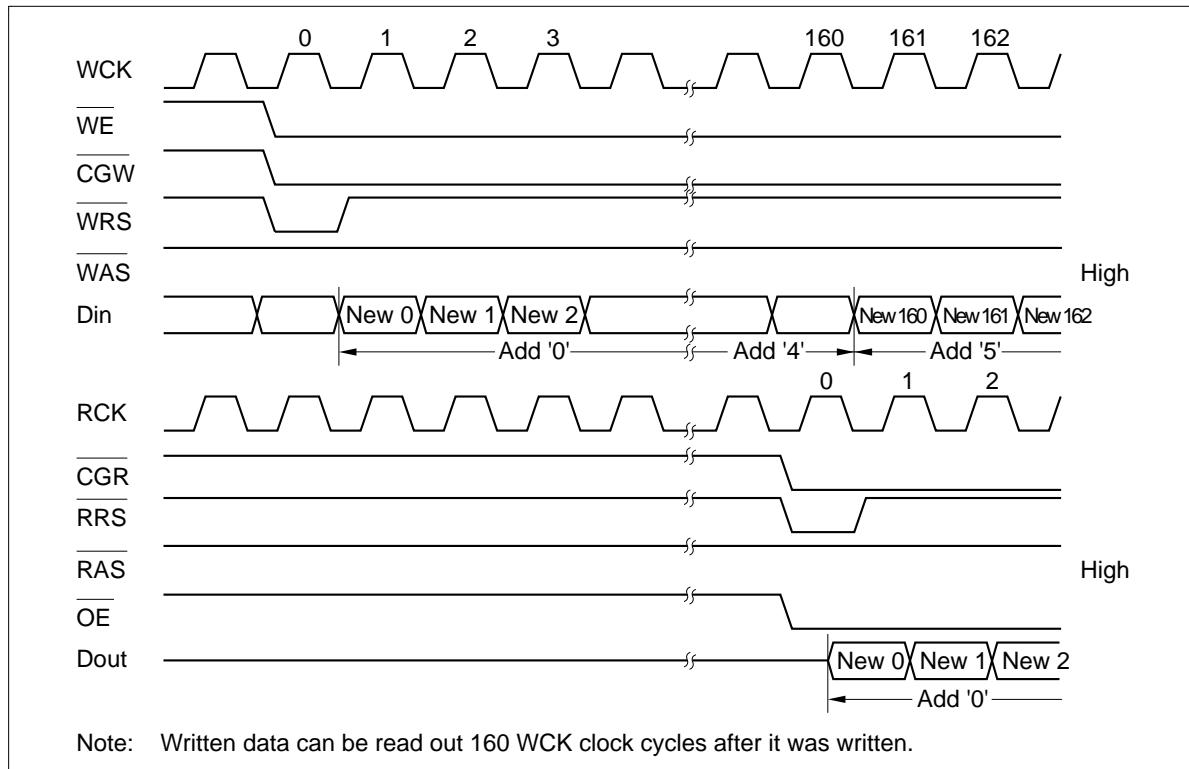 0 1 2 3 160 161 162
WCK
WE
CGW
WRS
WAS High
Din New 0 New 1 New 2 New 160 New 161 New 162
Add '0' Add '4' Add '5'
0 1 2
RCK
CGR
RRS
RAS High
OE
Dout New 0 New 1 New 2
Add '0'
Note: Written data can be read out 160 WCK clock cycles after it was written.